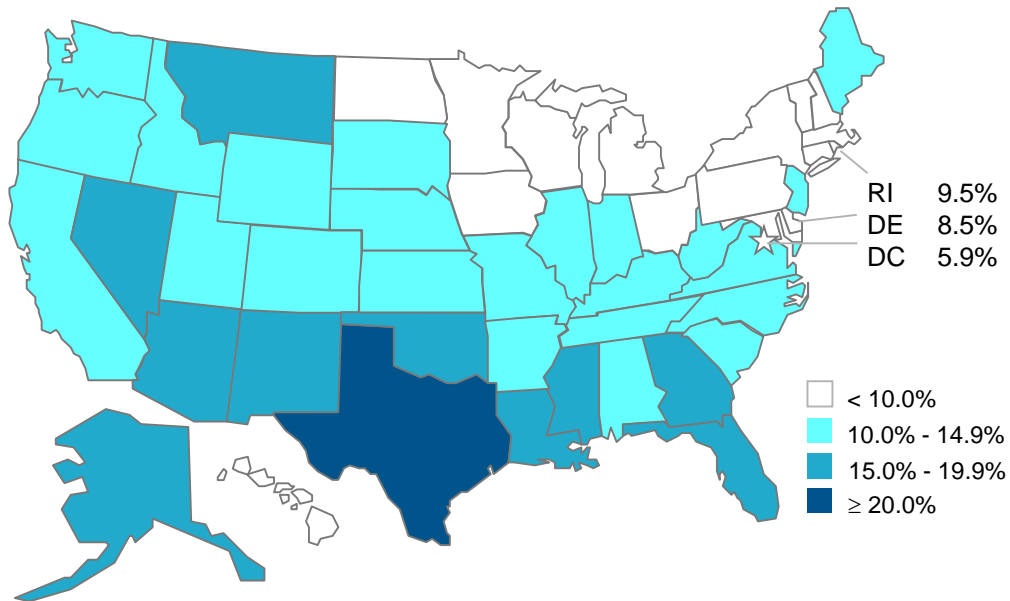 RI 9.5%
DE 8.5%
DC 5.9%
< 10.0%
10.0% - 14.9%
15.0% - 19.9%
≥ 20.0%